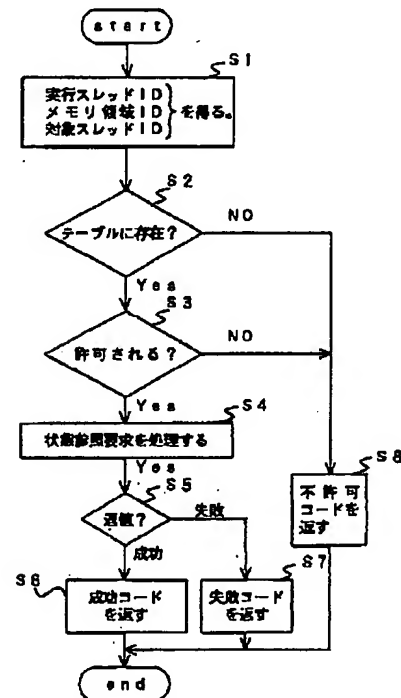 start
S1
実行スレッドID
メモリ領域ID
対象スレッドID
を得る。
S2
テーブルに存在?
NO
Yes
S3
許可される?
NO
Yes
S4
状態参照要求を処理する
Yes
S5
返値?
失敗
成功
S8
不許可
コードを
返す
S6
成功コード
を返す
S7
失敗コード
を返す
end